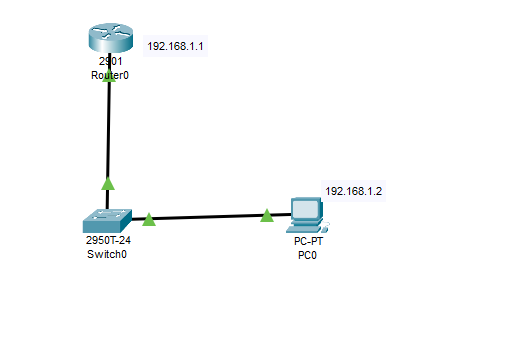 192.168.1.1
2901
Router0
192.168.1.2
2950T-24
Switch0
PC-PT
PC0